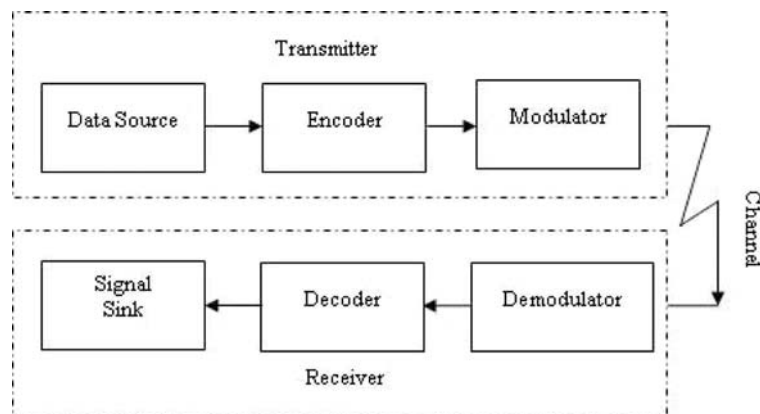 Transmitter
Data Source
Encoder
Modulator
Channel
Signal
Sink
Decoder
Demodulator
Receiver